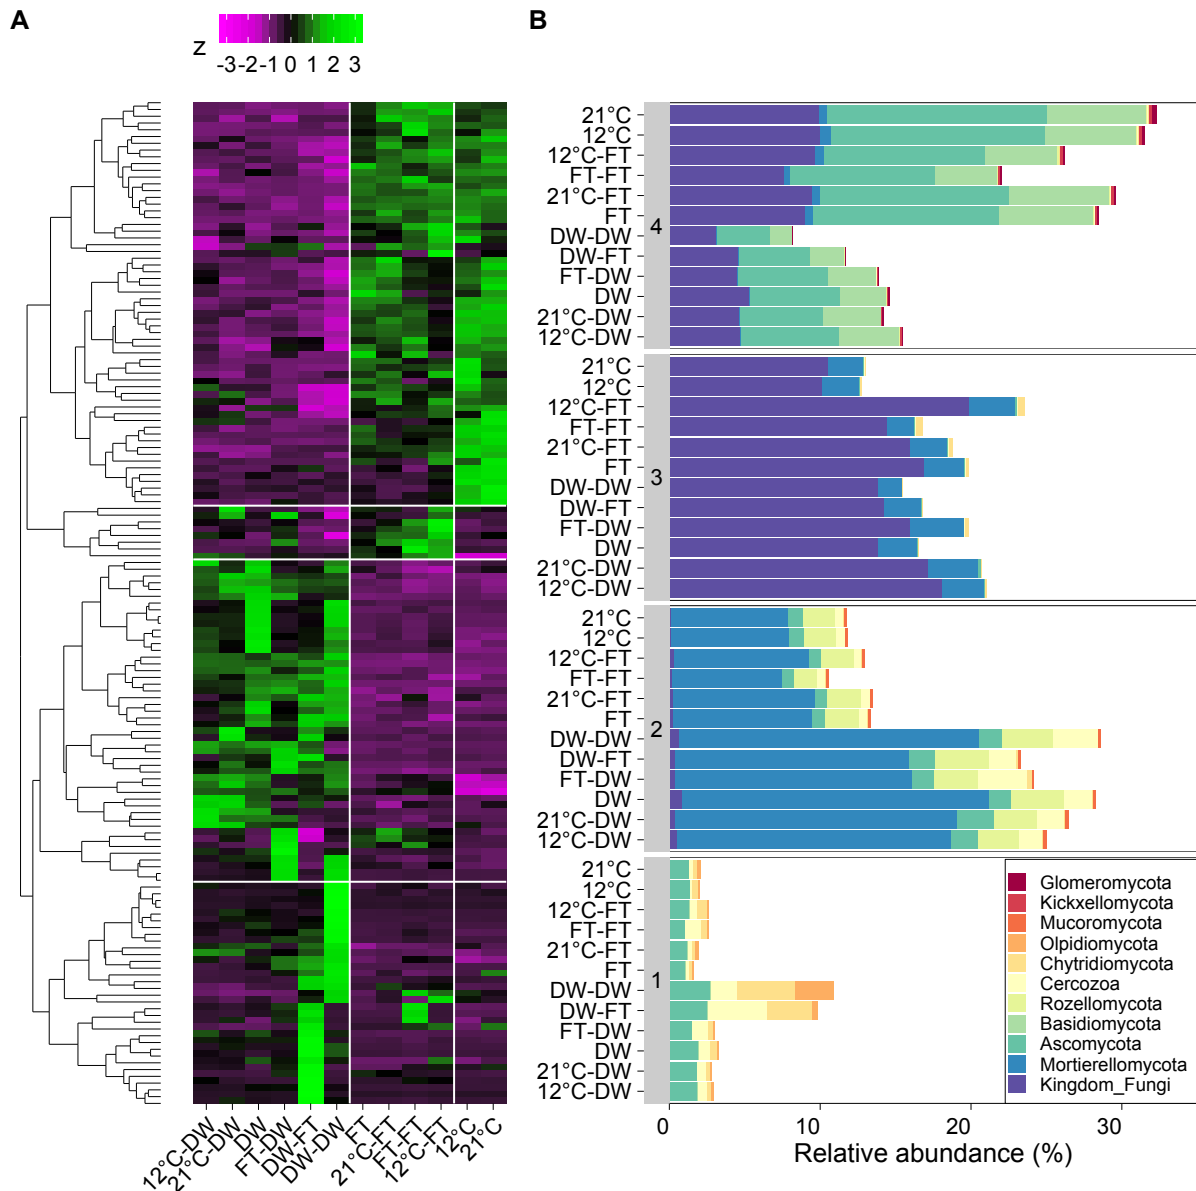 A
z
-3 -2 -1 0 1 2 3
12°C-DW
21°C-DW
DW
FT-DW
DW-FT
DW-DW
FT
21°C-FT
FT-FT
12°C-FT
12°C
21°C
B
4
21°C
12°C
12°C-FT
FT-FT
21°C-FT
FT
DW-DW
DW-FT
FT-DW
DW
21°C-DW
12°C-DW
3
21°C
12°C
12°C-FT
FT-FT
21°C-FT
FT
DW-DW
DW-FT
FT-DW
DW
21°C-DW
12°C-DW
2
21°C
12°C
12°C-FT
FT-FT
21°C-FT
FT
DW-DW
DW-FT
FT-DW
DW
21°C-DW
12°C-DW
1
21°C
12°C
12°C-FT
FT-FT
21°C-FT
FT
DW-DW
DW-FT
FT-DW
DW
21°C-DW
12°C-DW
Glomeromycota
Kickxellomycota
Mucoromycota
Olpidiomycota
Chytridiomycota
Cercozoa
Rozellomycota
Basidiomycota
Ascomycota
Mortierellomycota
Kingdom_Fungi
0 10 20 30
Relative abundance (%)